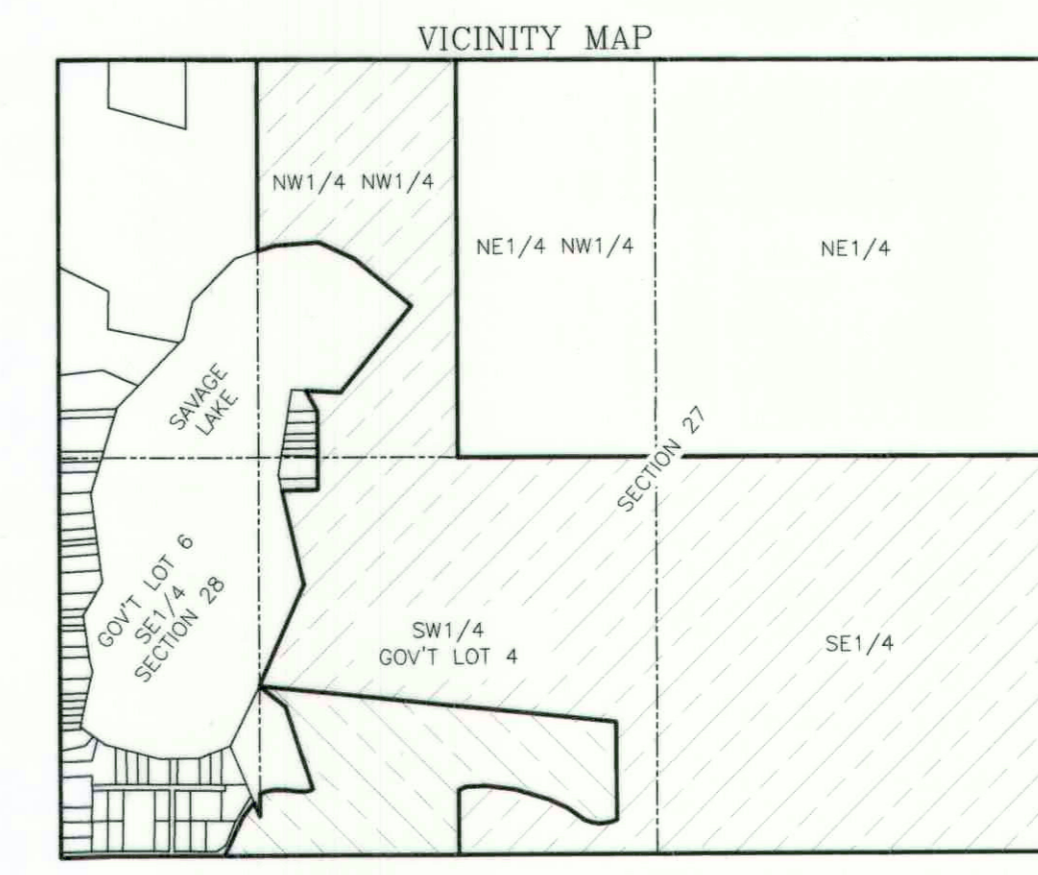 VICINITY MAP
NW1/4 NW1/4
NE1/4 NW1/4
NE1/4
SAVAGE
LAKE
SECTION 27
GOV'T LOT 6
SE1/4
SECTION 28
SW1/4
GOV'T LOT 4
SE1/4